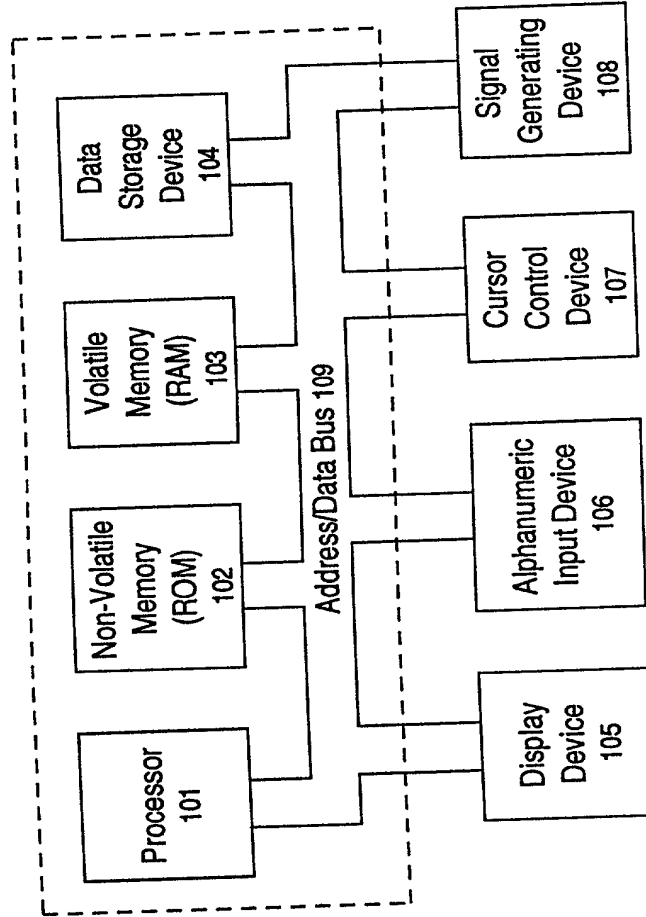 Processor
101
Non-Volatile
Memory
(ROM)
102
Volatile
Memory
(RAM)
103
Data
Storage
Device
104
Address/Data Bus 109
Display
Device
105
Alphanumeric
Input Device
106
Cursor
Control
Device
107
Signal
Generating
Device
108